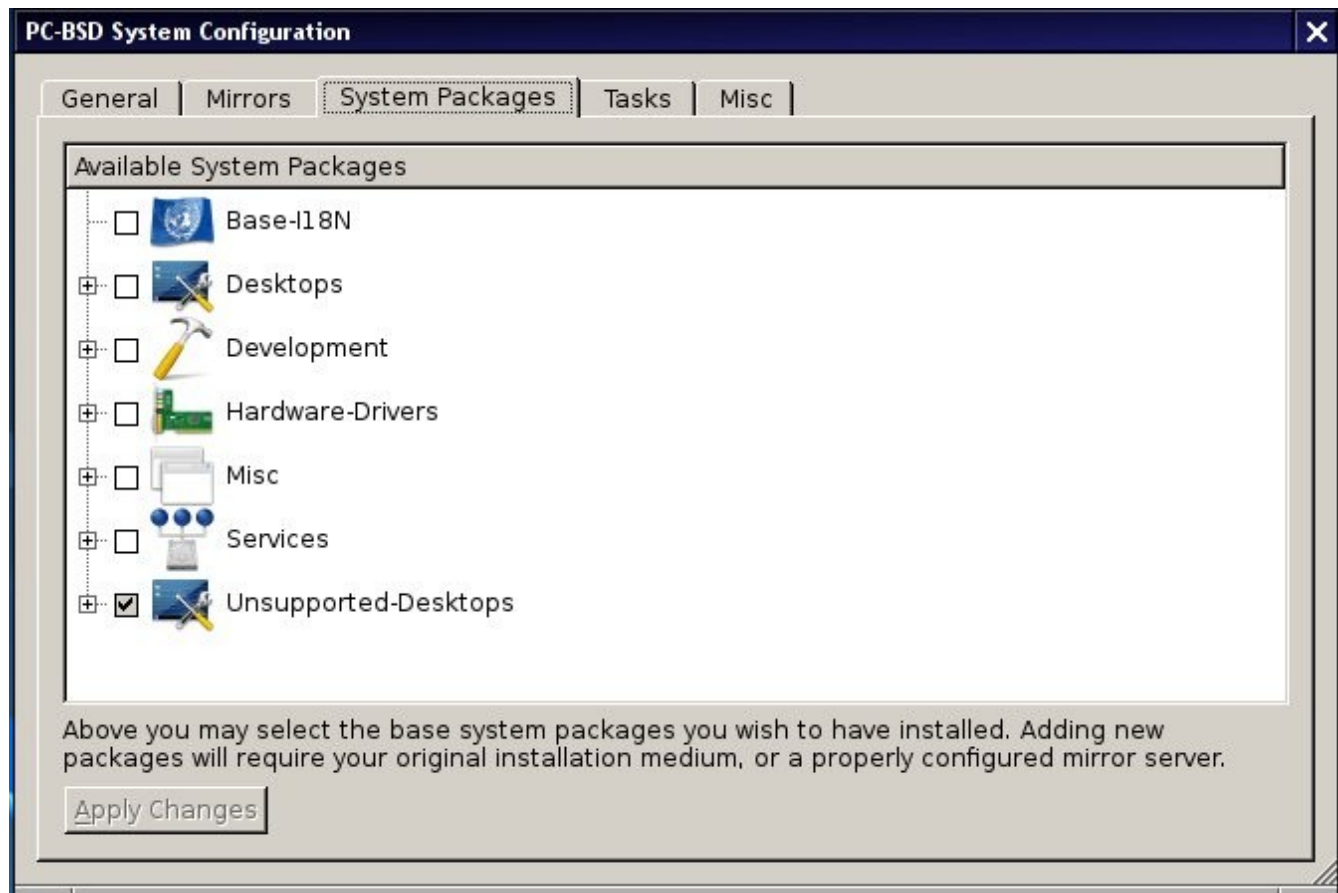 PC-BSD System Configuration
General Mirrors System Packages Tasks Misc
Available System Packages
Base-I18N
Desktops
Development
Hardware-Drivers
Misc
Services
Unsupported-Desktops
Above you may select the base system packages you wish to have installed. Adding new
packages will require your original installation medium, or a properly configured mirror server.
Apply Changes